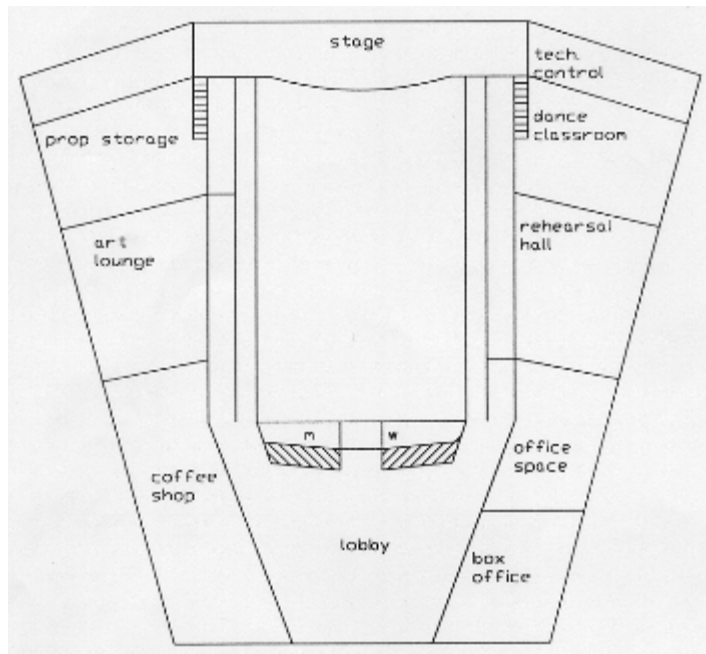 stage
tech.
control
prop storage
dance
classroom
art
lounge
rehearsal
hall
m
w
coffee
shop
office
space
lobby
box
office